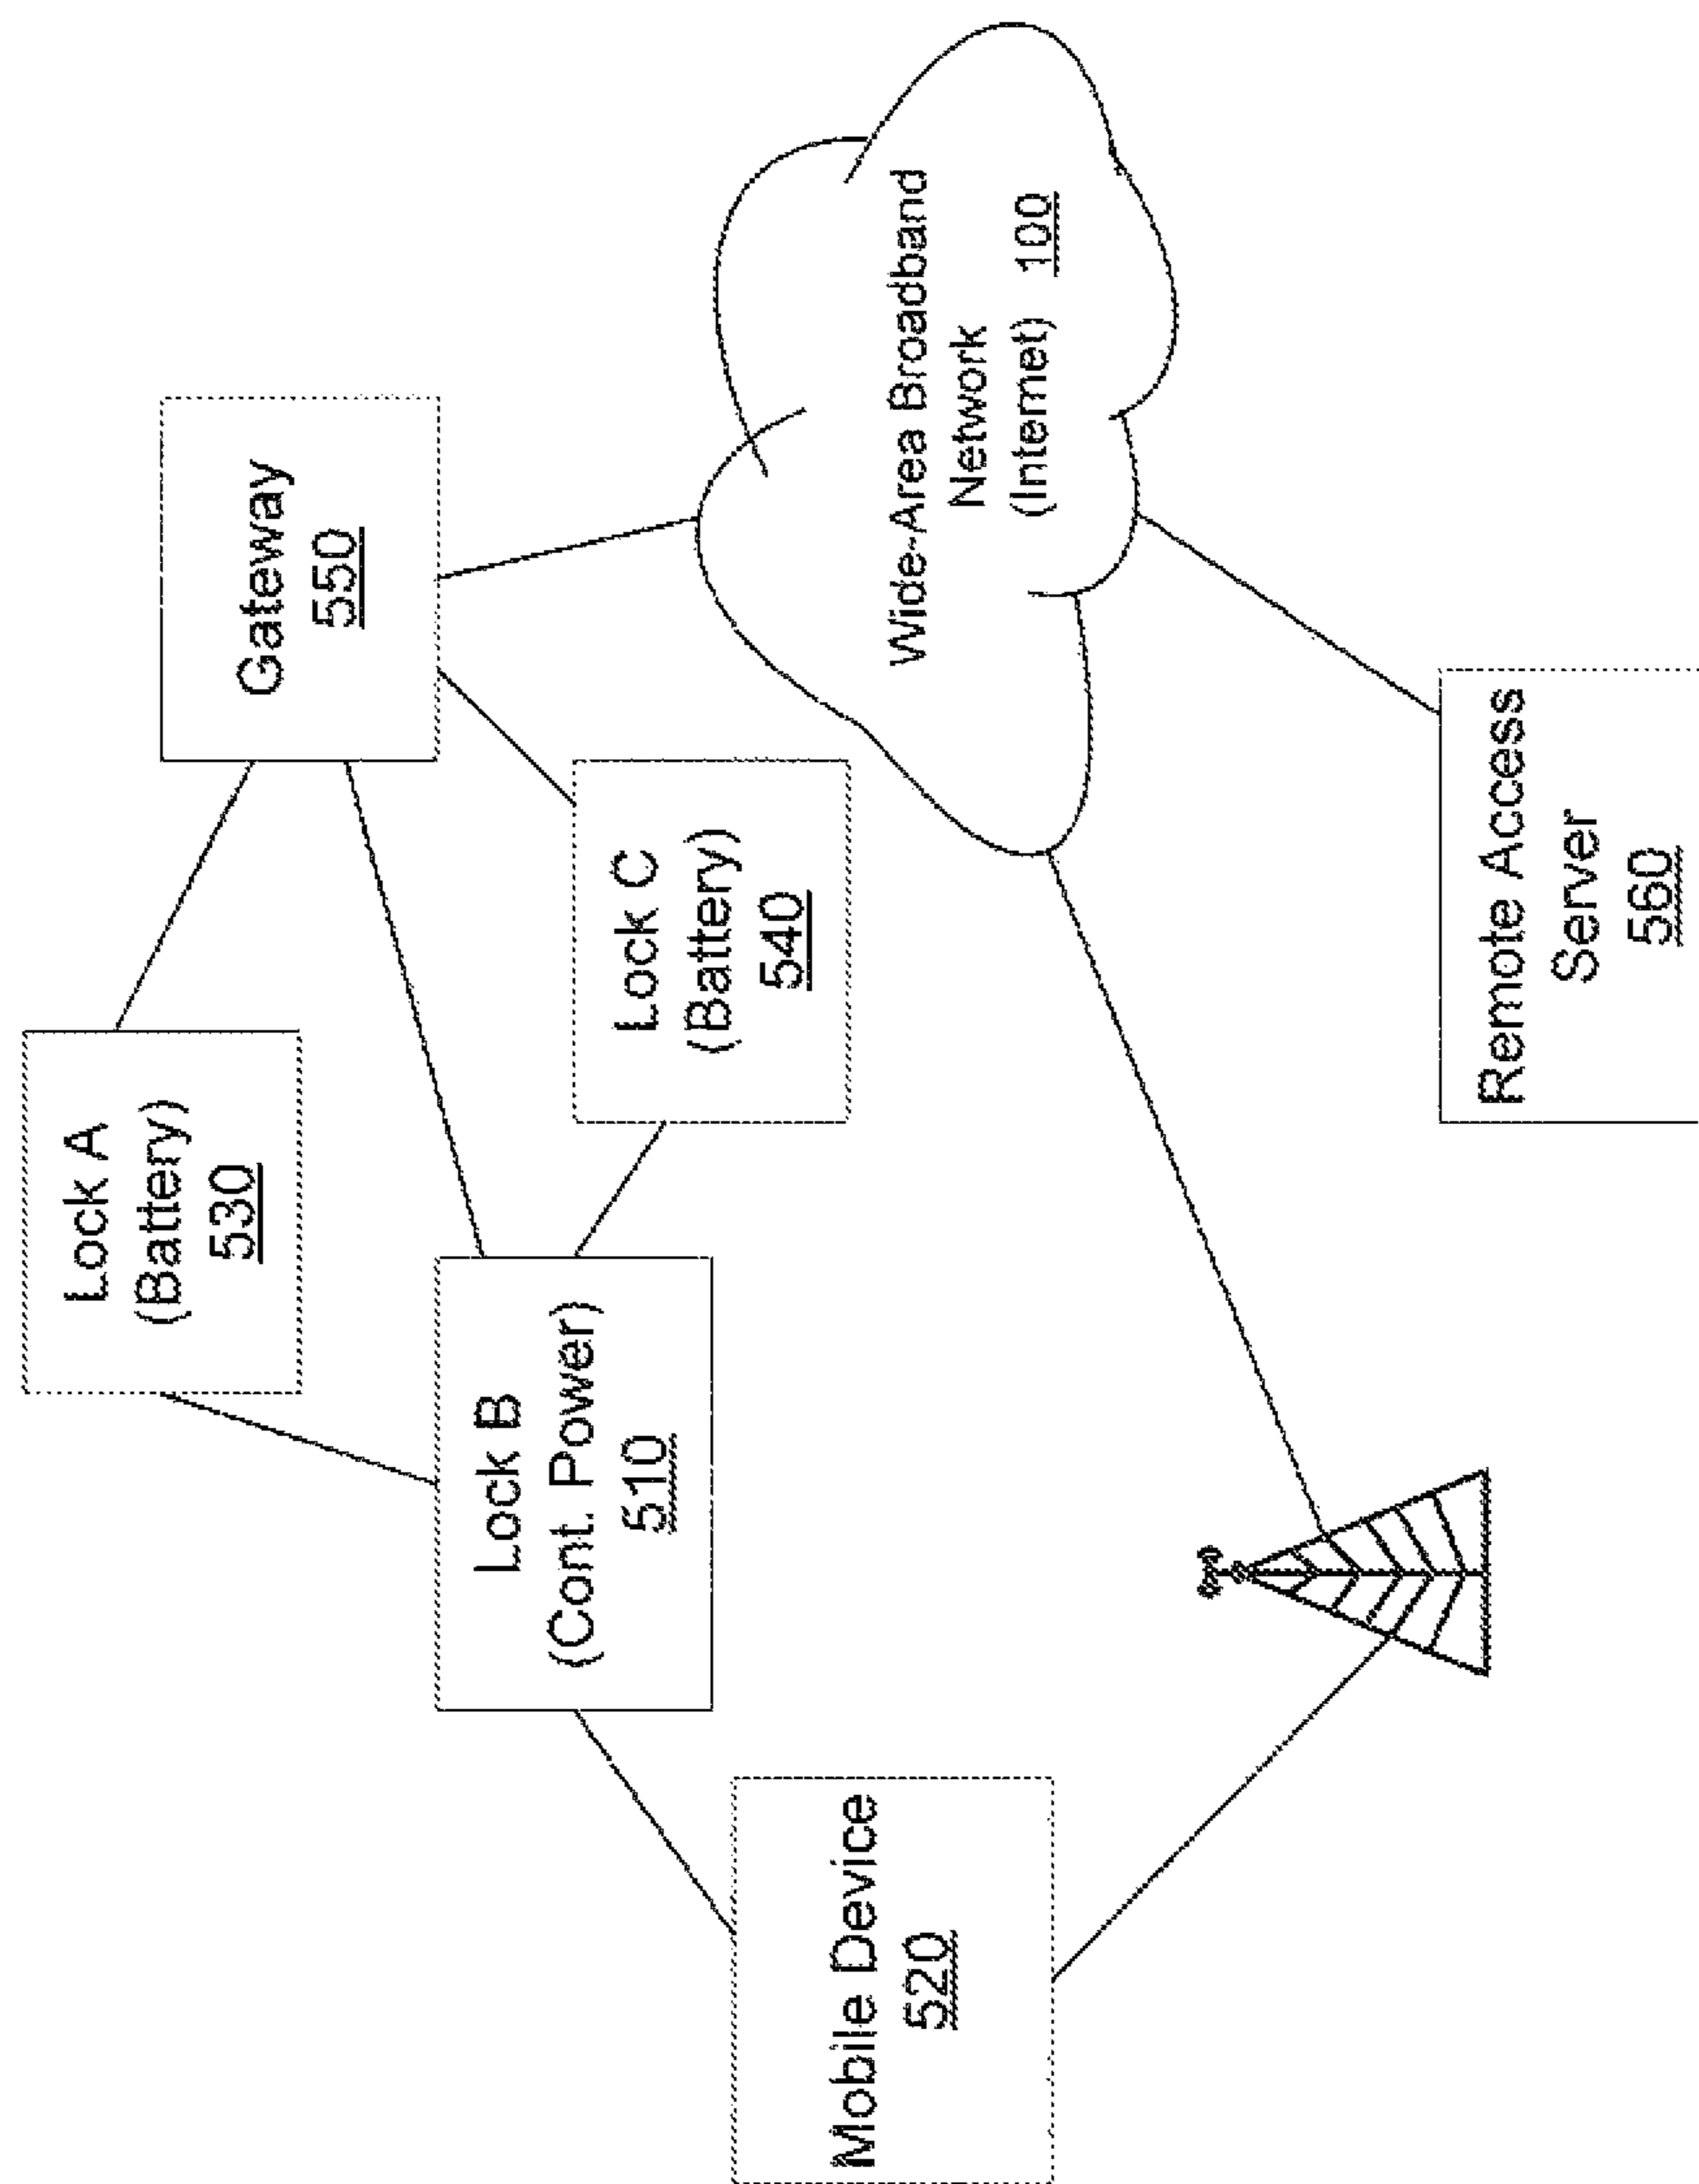 Lock A
(Battery)
530
Gateway
550
Lock B
(Cont. Power)
510
Lock C
(Battery)
540
Mobile Device
520
Wide-Area Broadband
Network
(Internet) 100
Remote Access
Server
560